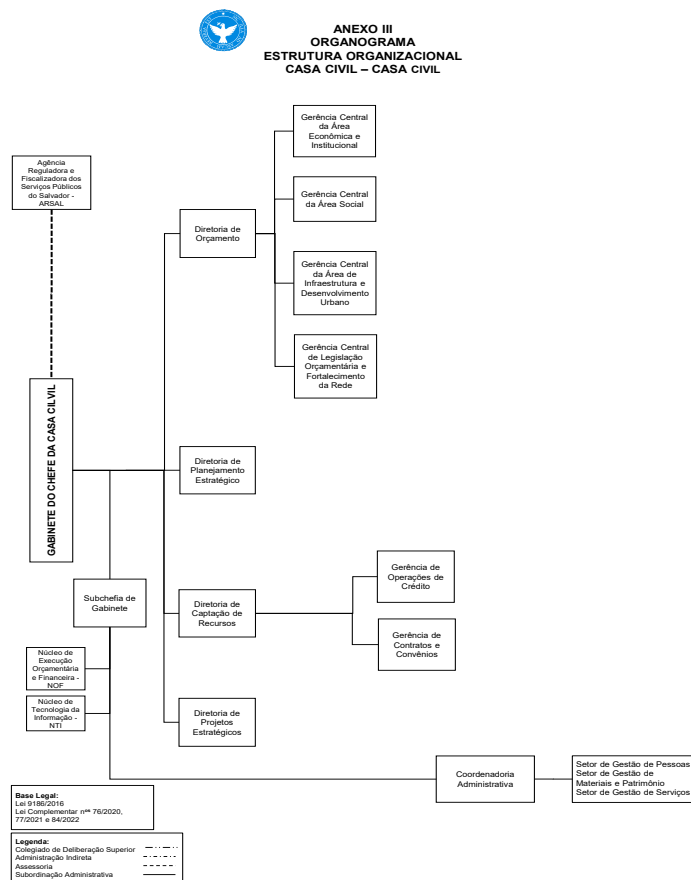 ANEXO III
ORGANOGRAMA
ESTRUTURA ORGANIZACIONAL
CASA CIVIL – CASA CIVIL
Gerência Central
da Área
Econômica e
Institucional
Agência
Reguladora e
Fiscalizadora dos
Serviços Públicos
do Salvador -
ARSAL
Gerência Central
da Área Social
Diretoria de
Orçamento
Gerência Central
da Área de
Infraestrutura e
Desenvolvimento
Urbano
Gerência Central
de Legislação
Orçamentária e
Fortalecimento
da Rede
GABINETE DO CHEFE DA CASA CILVIL
Diretoria de
Planejamento
Estratégico
Subchefia de
Gabinete
Diretoria de
Captação de
Recursos
Gerência de
Operações de
Crédito
Gerência de
Contratos e
Convênios
Núcleo de
Execução
Orçamentária
e Financeira -
NOF
Núcleo de
Tecnologia da
Informação -
NTI
Diretoria de
Projetos
Estratégicos
Coordenadoria
Administrativa
Setor de Gestão de Pessoas
Setor de Gestão de
Materiais e Patrimônio
Setor de Gestão de Serviços
Base Legal:
Lei 9186/2016
Lei Complementar nºs 76/2020,
77/2021 e 84/2022
Legenda:
Colegiado de Deliberação Superior
Administração Indireta
Assessoria
Subordinação Administrativa